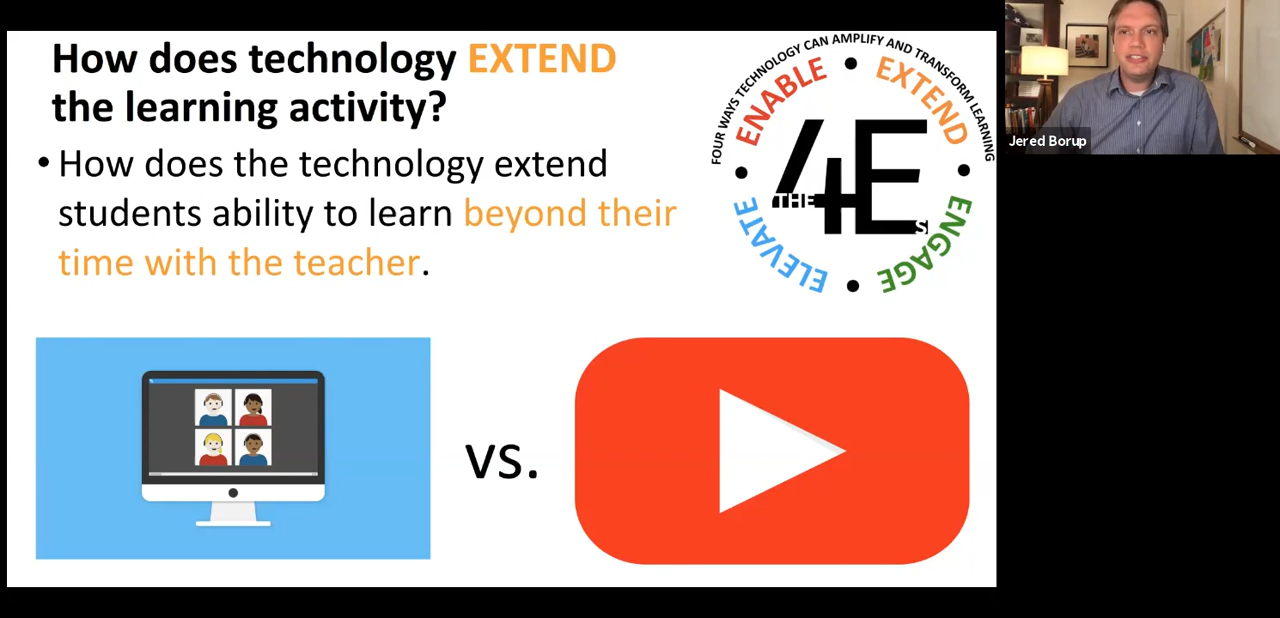 How does technology EXTEND
the learning activity?
• How does the technology extend
students ability to learn beyond their
time with the teacher.
FOUR WAYS TECHNOLOGY CAN AMPLIFY AND TRANSFORM LEARNING
ENABLE • EXTEND • ENGAGE • ELEVATE •
THE 4Es
vs.
Jered Borup